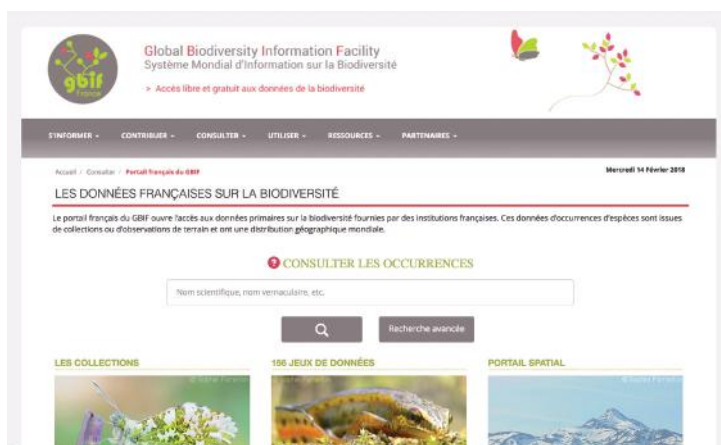 gbif
France
Global Biodiversity Information Facility
Système Mondial d'Information sur la Biodiversité
> Accès libre et gratuit aux données de la biodiversité
S'INFORMER
CONTRIBUER
CONSULTER
UTILISER
RESSOURCES
PARTENAIRES
Accueil / Consulter / Portail français du GBIF
Mercredi 14 Février 2018
LES DONNÉES FRANÇAISES SUR LA BIODIVERSITÉ
Le portail français du GBIF ouvre l'accès aux données primaires sur la biodiversité fournies par des institutions françaises. Ces données d'occurrences d'espèces sont issues
de collections ou d'observations de terrain et ont une distribution géographique mondiale.
? CONSULTER LES OCCURRENCES
Nom scientifique, nom vernaculaire, etc.
Recherche avancée
LES COLLECTIONS
166 JEUX DE DONNÉES
PORTAIL SPATIAL